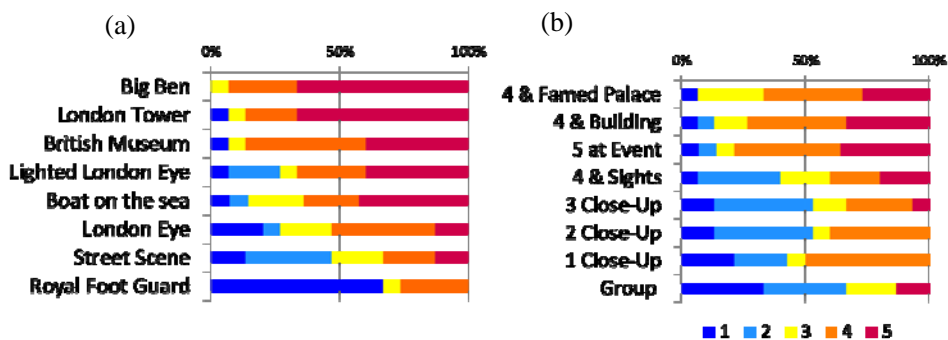 (a)
0% 50% 100%
Big Ben
London Tower
British Museum
Lighted London Eye
Boat on the sea
London Eye
Street Scene
Royal Foot Guard
(b)
0% 50% 100%
4 & Famed Palace
4 & Building
5 at Event
4 & Sights
3 Close-Up
2 Close-Up
1 Close-Up
Group
1 2 3 4 5